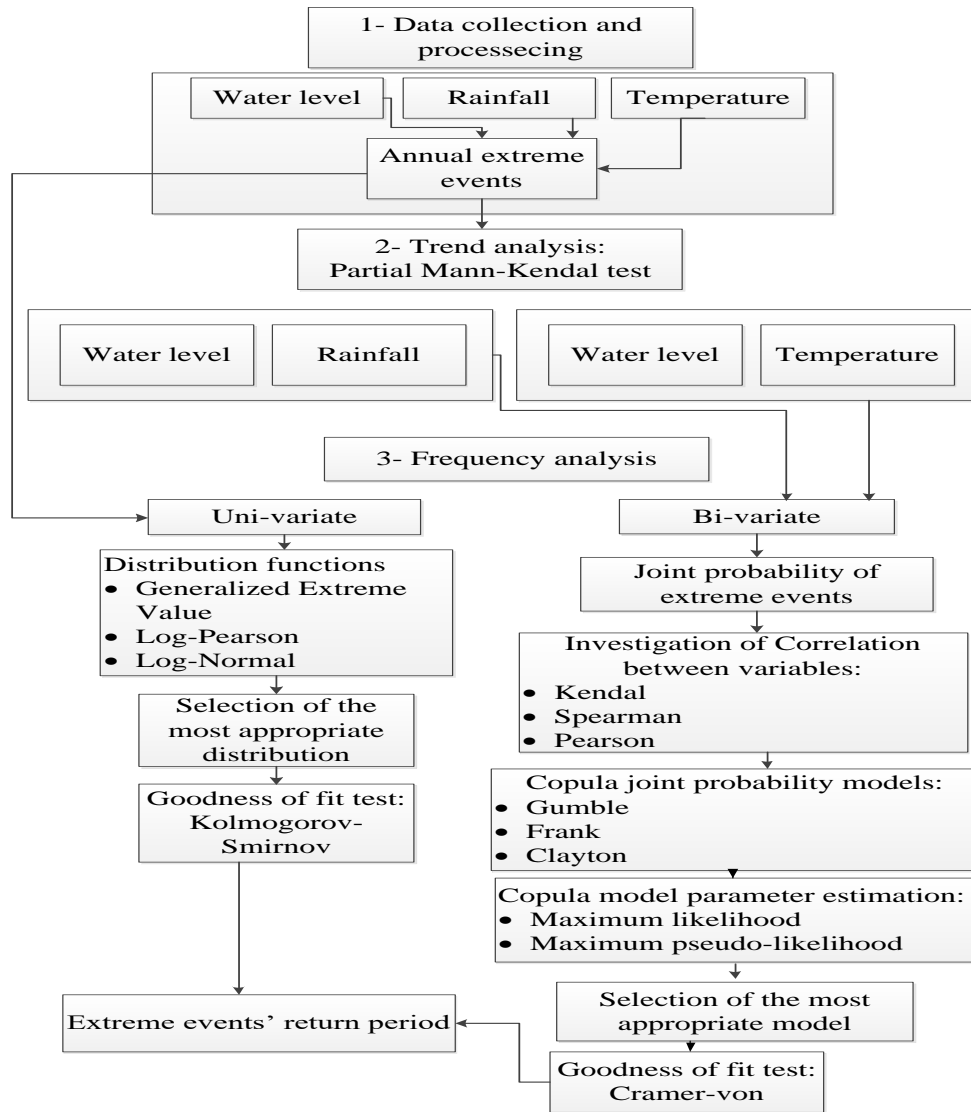 1- Data collection and
processecing
Water level
Rainfall
Temperature
Annual extreme
events
2- Trend analysis:
Partial Mann-Kendal test
Water level
Rainfall
Water level
Temperature
3- Frequency analysis
Uni-variate
Distribution functions
• Generalized Extreme
Value
• Log-Pearson
• Log-Normal
Selection of the
most appropriate
distribution
Goodness of fit test:
Kolmogorov-
Smirnov
Bi-variate
Joint probability of
extreme events
Investigation of Correlation
between variables:
• Kendal
• Spearman
• Pearson
Copula joint probability models:
• Gumble
• Frank
• Clayton
Copula model parameter estimation:
• Maximum likelihood
• Maximum pseudo-likelihood
Selection of the most
appropriate model
Goodness of fit test:
Cramer-von
Extreme events’ return period